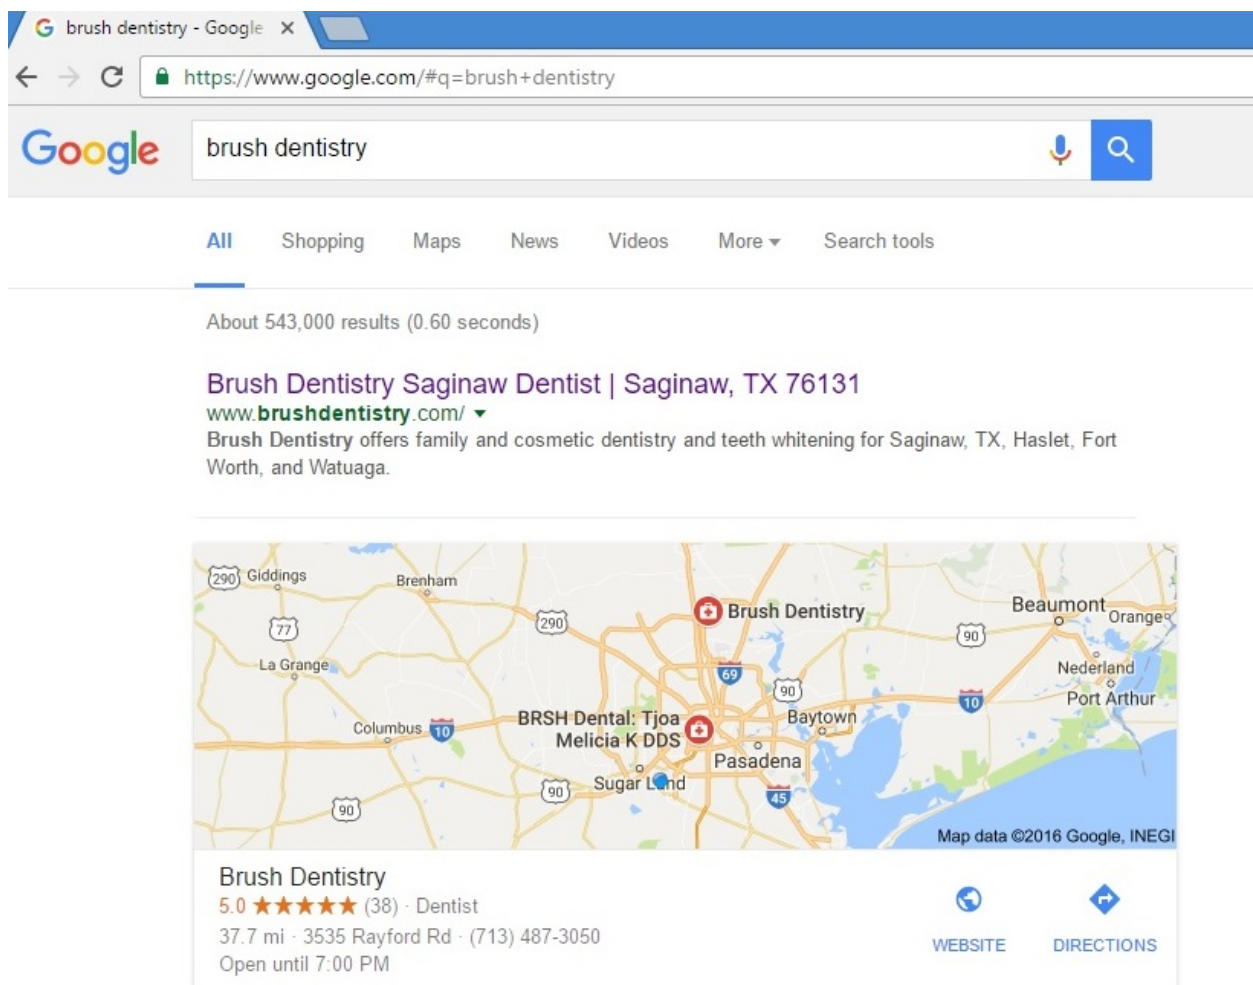 brush dentistry - Google
https://www.google.com/#q=brush+dentistry
Google
brush dentistry
All Shopping Maps News Videos More Search tools
About 543,000 results (0.60 seconds)
Brush Dentistry Saginaw Dentist | Saginaw, TX 76131
www.brushdentistry.com/
Brush Dentistry offers family and cosmetic dentistry and teeth whitening for Saginaw, TX, Haslet, Fort
Worth, and Watuaga.
290 Giddings
Brenham
77
290
Brush Dentistry
Beaumont
Orange
90
La Grange
69
Nederland
90
10
Port Arthur
Columbus 10
BRSH Dental: Tjoa
Melicia K DDS
Baytown
Pasadena
90
Sugar Land
45
90
Map data ©2016 Google, INEGI
Brush Dentistry
5.0 ★★★★★ (38) · Dentist
37.7 mi · 3535 Rayford Rd · (713) 487-3050
Open until 7:00 PM
WEBSITE DIRECTIONS